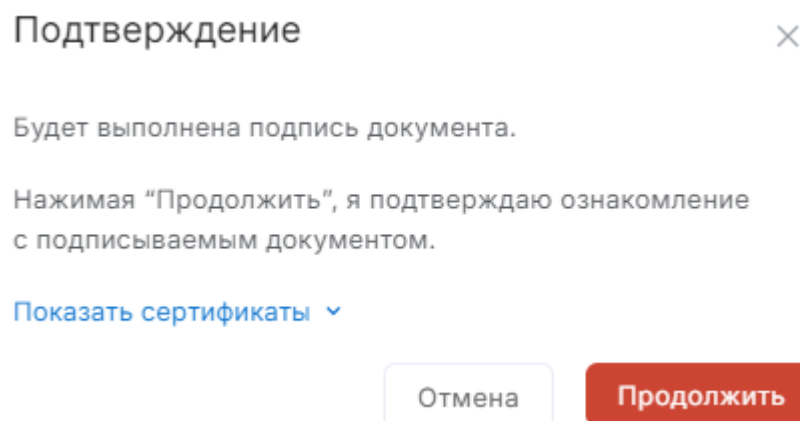 Подтверждение
Будет выполнена подпись документа.
Нажимая “Продолжить”, я подтверждаю ознакомление
с подписываемым документом.
Показать сертификаты
Отмена
Продолжить